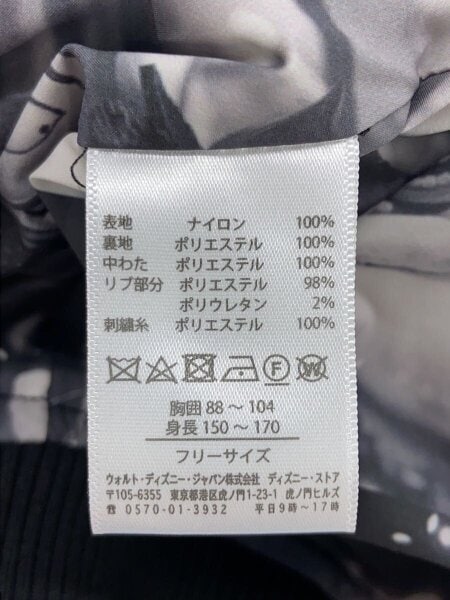 表地 ナイロン 100%
裏地 ポリエステル 100%
中わた ポリエステル 100%
リブ部分 ポリエステル 98%
ポリウレタン 2%
刺繍糸 ポリエステル 100%
F W
胸囲 88 ～ 104
身長 150 ～ 170
フリーサイズ
ウォルト・ディズニー・ジャパン株式会社 ディズニー・ストア
〒105-6355 東京都港区虎ノ門1-23-1 虎ノ門ヒルズ
☎ 0570-01-3932 平日9時～17時